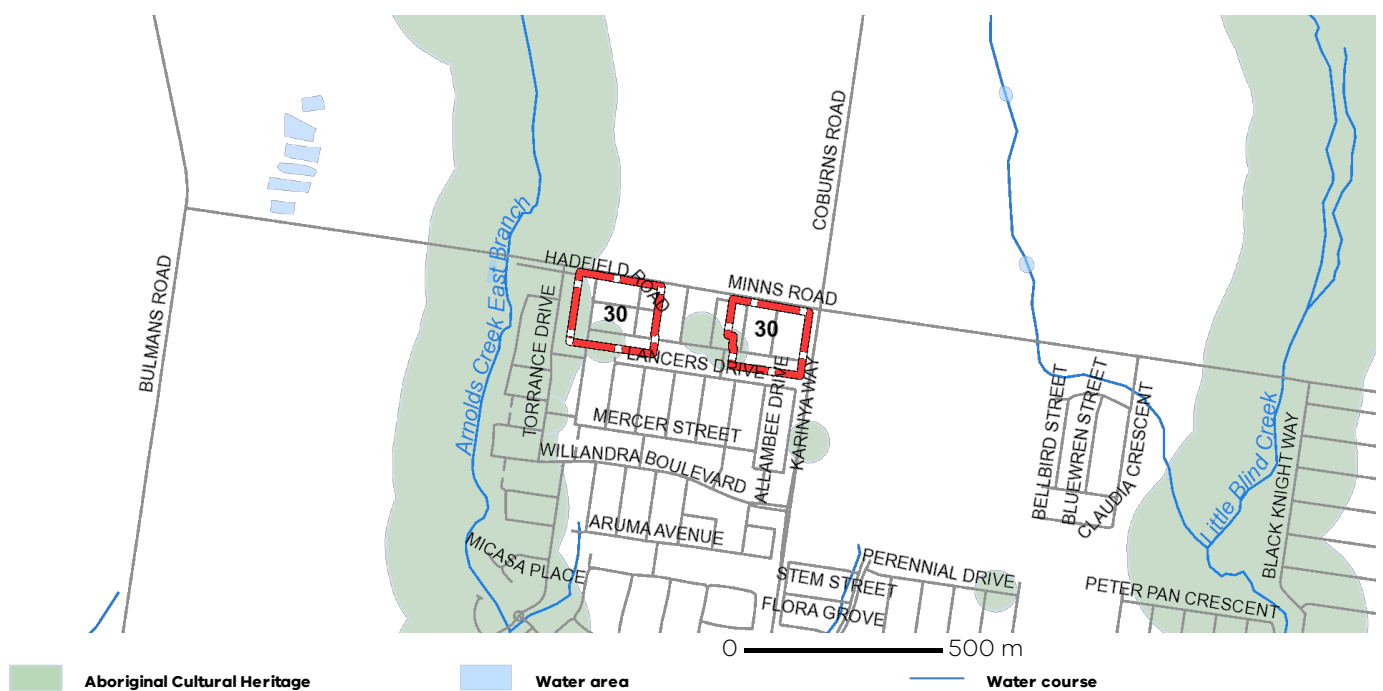 COBURNS ROAD
Arnolds Creek East Branch
HADFIELD ROAD
MINNS ROAD
BULMANS ROAD
TORRANCE DRIVE
30
30
LANCERS DRIVE
ALLAMBEE DRIVE
KARINYA WAY
MERCER STREET
WILLANDRA BOULEVARD
BELLBIRD STREET
BLUEWREN STREET
CLAUDIA CRESCENT
Little Blind Creek
BLACK KNIGHT WAY
ARUMA AVENUE
MICASA PLACE
STEM STREET
PERENNIAL DRIVE
FLORA GROVE
PETER PAN CRESCENT
0 500 m
Aboriginal Cultural Heritage
Water area
Water course